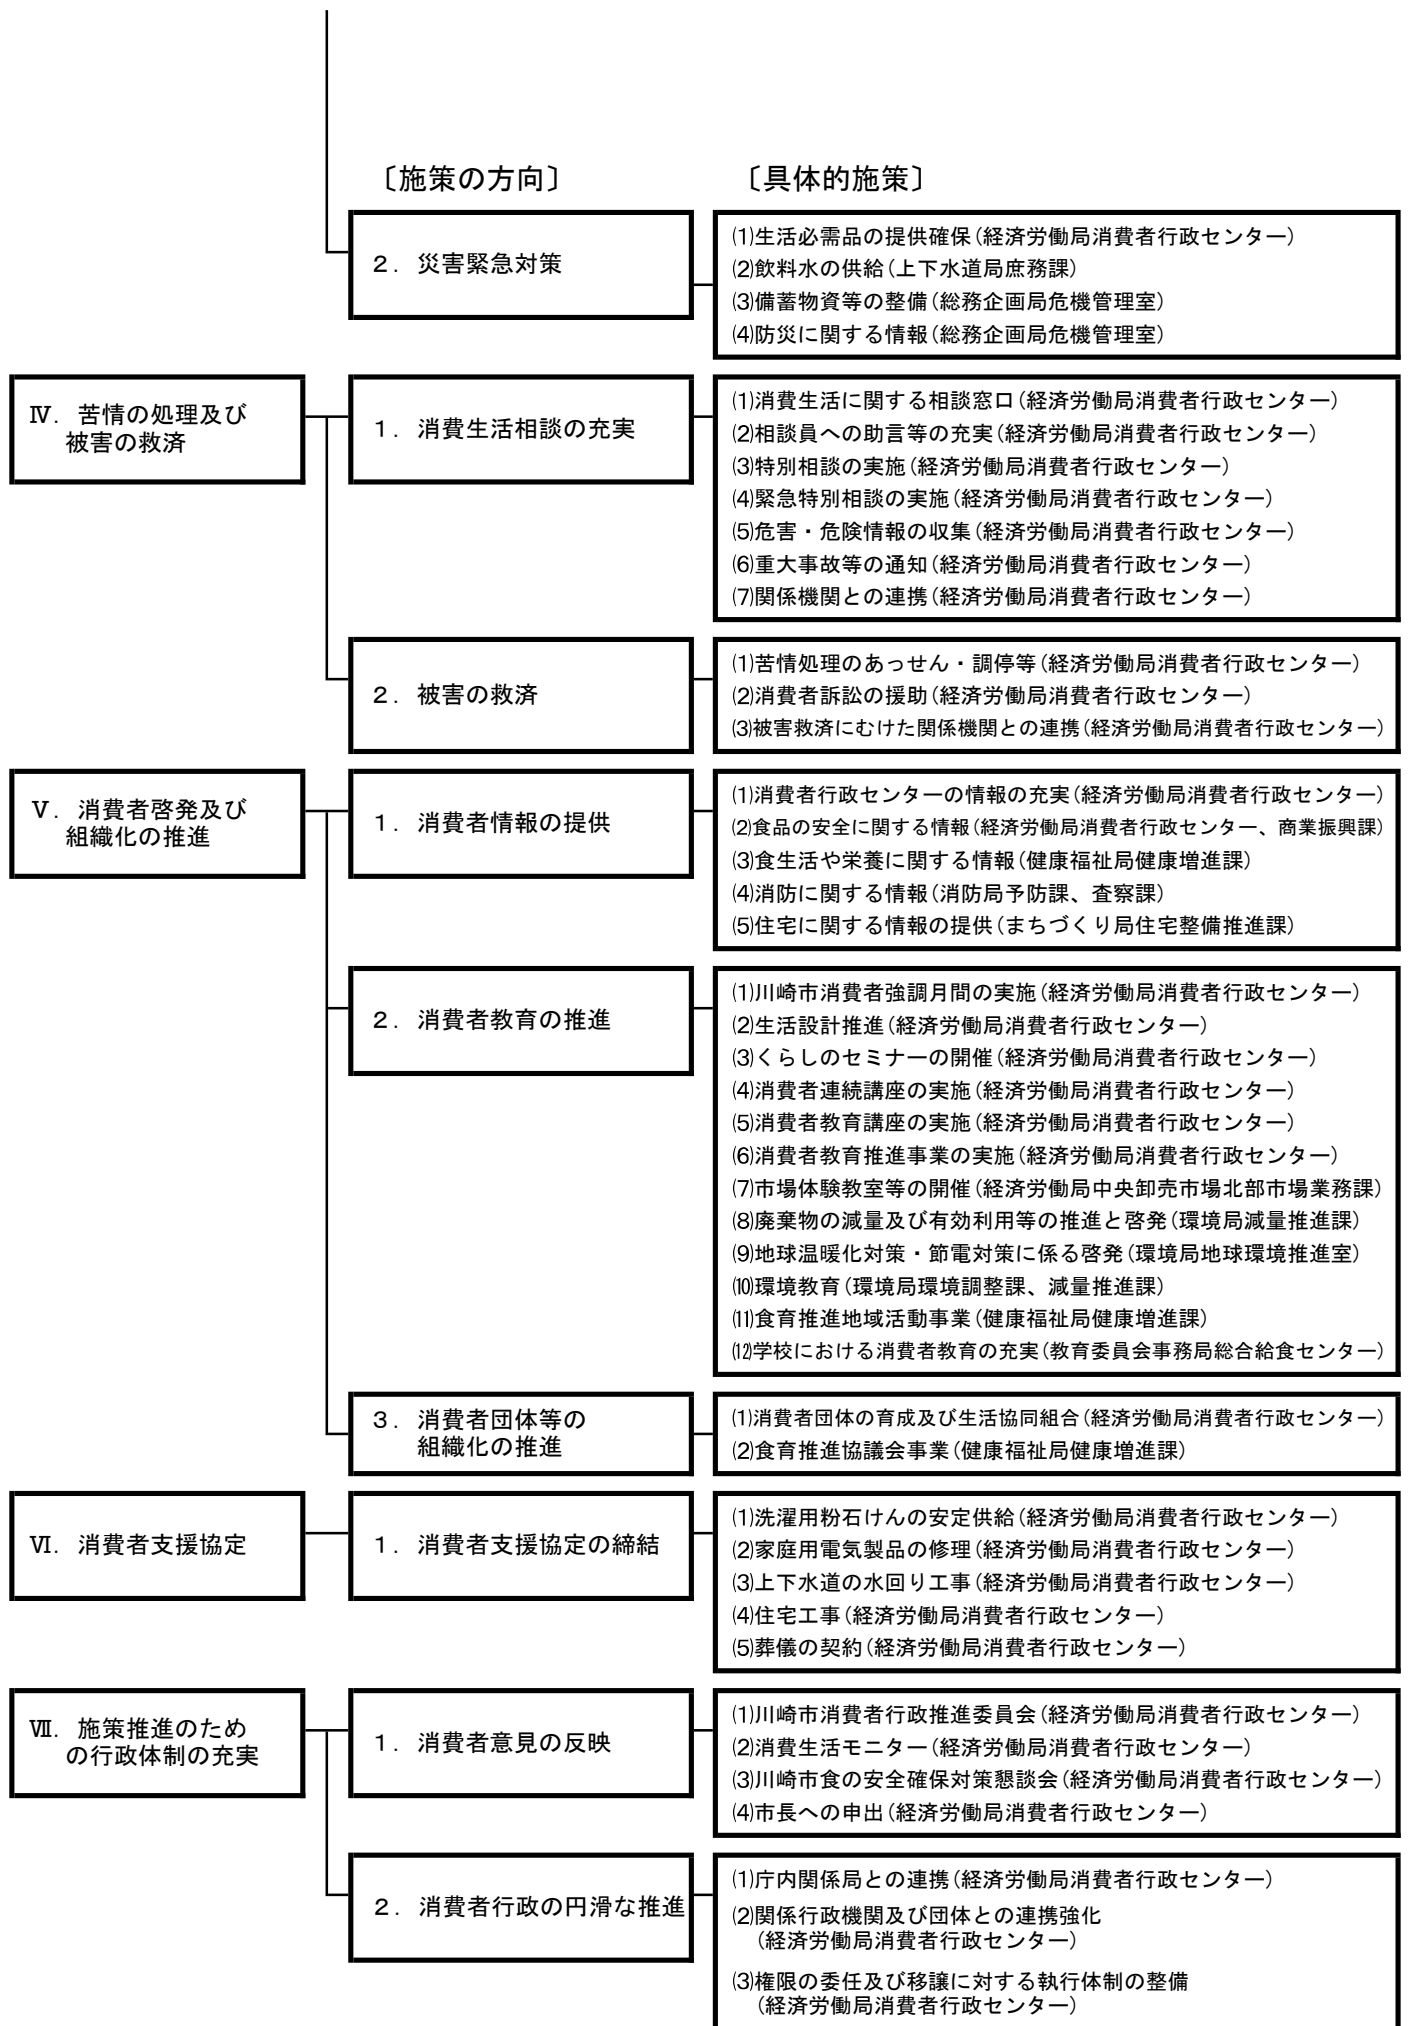 〔施策の方向〕
〔具体的施策〕
２．災害緊急対策
⑴生活必需品の提供確保(経済労働局消費者行政センター)
⑵飲料水の供給(上下水道局庶務課)
⑶備蓄物資等の整備(総務企画局危機管理室)
⑷防災に関する情報(総務企画局危機管理室)
Ⅳ．苦情の処理及び
被害の救済
１．消費生活相談の充実
⑴消費生活に関する相談窓口(経済労働局消費者行政センター)
⑵相談員への助言等の充実(経済労働局消費者行政センター)
⑶特別相談の実施(経済労働局消費者行政センター)
⑷緊急特別相談の実施(経済労働局消費者行政センター)
⑸危害・危険情報の収集(経済労働局消費者行政センター)
⑹重大事故等の通知(経済労働局消費者行政センター)
⑺関係機関との連携(経済労働局消費者行政センター)
２．被害の救済
⑴苦情処理のあっせん・調停等(経済労働局消費者行政センター)
⑵消費者訴訟の援助(経済労働局消費者行政センター)
⑶被害救済にむけた関係機関との連携(経済労働局消費者行政センター)
Ⅴ．消費者啓発及び
組織化の推進
１．消費者情報の提供
⑴消費者行政センターの情報の充実(経済労働局消費者行政センター)
⑵食品の安全に関する情報(経済労働局消費者行政センター、商業振興課)
⑶食生活や栄養に関する情報(健康福祉局健康増進課)
⑷消防に関する情報(消防局予防課、査察課)
⑸住宅に関する情報の提供(まちづくり局住宅整備推進課)
２．消費者教育の推進
⑴川崎市消費者強調月間の実施(経済労働局消費者行政センター)
⑵生活設計推進(経済労働局消費者行政センター)
⑶くらしのセミナーの開催(経済労働局消費者行政センター)
⑷消費者連続講座の実施(経済労働局消費者行政センター)
⑸消費者教育講座の実施(経済労働局消費者行政センター)
⑹消費者教育推進事業の実施(経済労働局消費者行政センター)
⑺市場体験教室等の開催(経済労働局中央卸売市場北部市場業務課)
⑻廃棄物の減量及び有効利用等の推進と啓発(環境局減量推進課)
⑼地球温暖化対策・節電対策に係る啓発(環境局地球環境推進室)
⑽環境教育(環境局環境調整課、減量推進課)
⑾食育推進地域活動事業(健康福祉局健康増進課)
⑿学校における消費者教育の充実(教育委員会事務局総合給食センター)
３．消費者団体等の
組織化の推進
⑴消費者団体の育成及び生活協同組合(経済労働局消費者行政センター)
⑵食育推進協議会事業(健康福祉局健康増進課)
Ⅵ．消費者支援協定
１．消費者支援協定の締結
⑴洗濯用粉石けんの安定供給(経済労働局消費者行政センター)
⑵家庭用電気製品の修理(経済労働局消費者行政センター)
⑶上下水道の水回り工事(経済労働局消費者行政センター)
⑷住宅工事(経済労働局消費者行政センター)
⑸葬儀の契約(経済労働局消費者行政センター)
Ⅶ．施策推進のため
の行政体制の充実
１．消費者意見の反映
⑴川崎市消費者行政推進委員会(経済労働局消費者行政センター)
⑵消費生活モニター(経済労働局消費者行政センター)
⑶川崎市食の安全確保対策懇談会(経済労働局消費者行政センター)
⑷市長への申出(経済労働局消費者行政センター)
２．消費者行政の円滑な推進
⑴庁内関係局との連携(経済労働局消費者行政センター)
⑵関係行政機関及び団体との連携強化
(経済労働局消費者行政センター)
⑶権限の委任及び移譲に対する執行体制の整備
(経済労働局消費者行政センター)